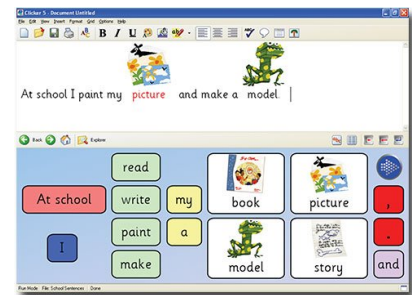 Clicker 5 - Document Untitled
File Edit View Insert Format Grid Options Help
B I U
At school I paint my picture and make a model.
Back Explore
read
At school write my book picture ,
I paint a .
make model story and
Run Mode File: School Sentences Done